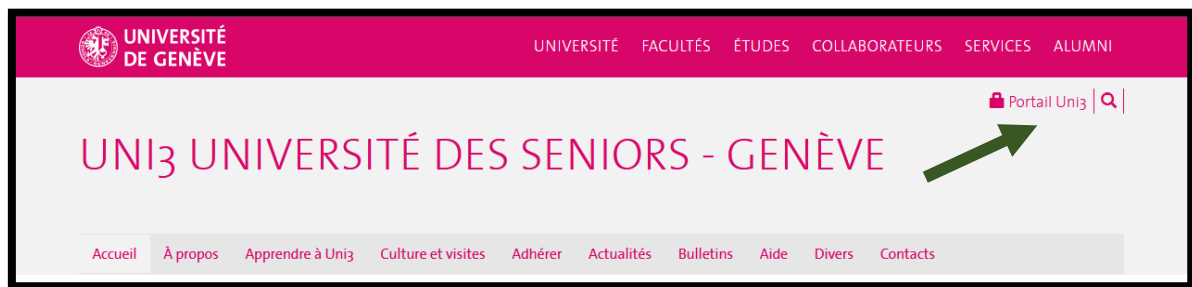 UNIVERSITÉ
DE GENÈVE
UNIVERSITÉ FACULTÉS ÉTUDES COLLABORATEURS SERVICES ALUMNI
Portail Uni3
UNI3 UNIVERSITÉ DES SENIORS - GENÈVE
Accueil À propos Apprendre à Uni3 Culture et visites Adhérer Actualités Bulletins Aide Divers Contacts